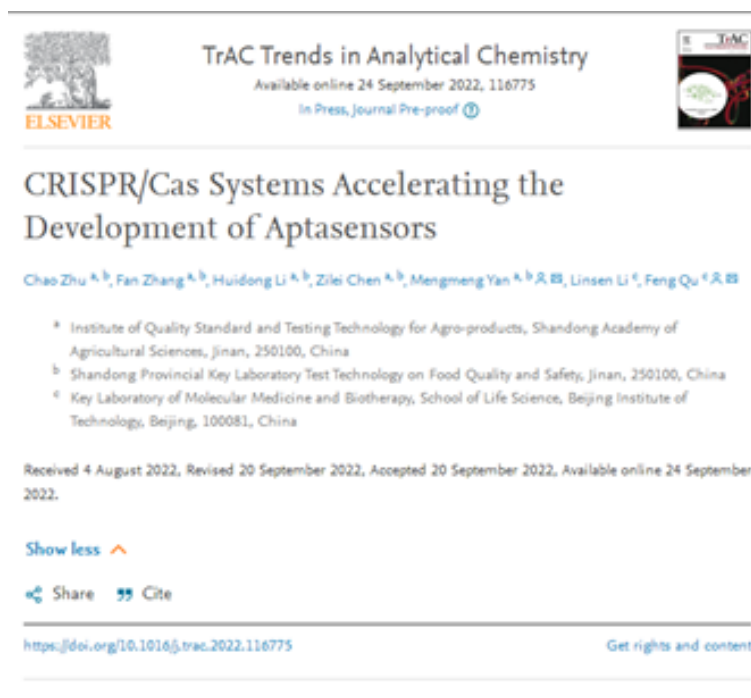 ELSEVIER
TrAC Trends in Analytical Chemistry
TrAC
Available online 24 September 2022, 116775
In Press, Journal Pre-proof
CRISPR/Cas Systems Accelerating the
Development of Aptasensors
Chao Zhu a, b, Fan Zhang a, b, Huidong Li a, b, Zilei Chen a, b, Mengmeng Yan a, b, Linsen Li c, Feng Qu c
a Institute of Quality Standard and Testing Technology for Agro-products, Shandong Academy of
Agricultural Sciences, Jinan, 250100, China
b Shandong Provincial Key Laboratory Test Technology on Food Quality and Safety, Jinan, 250100, China
c Key Laboratory of Molecular Medicine and Biotherapy, School of Life Science, Beijing Institute of
Technology, Beijing, 100081, China
Received 4 August 2022, Revised 20 September 2022, Accepted 20 September 2022, Available online 24 September
2022.
Show less
Share Cite
https://doi.org/10.1016/j.trac.2022.116775 Get rights and content